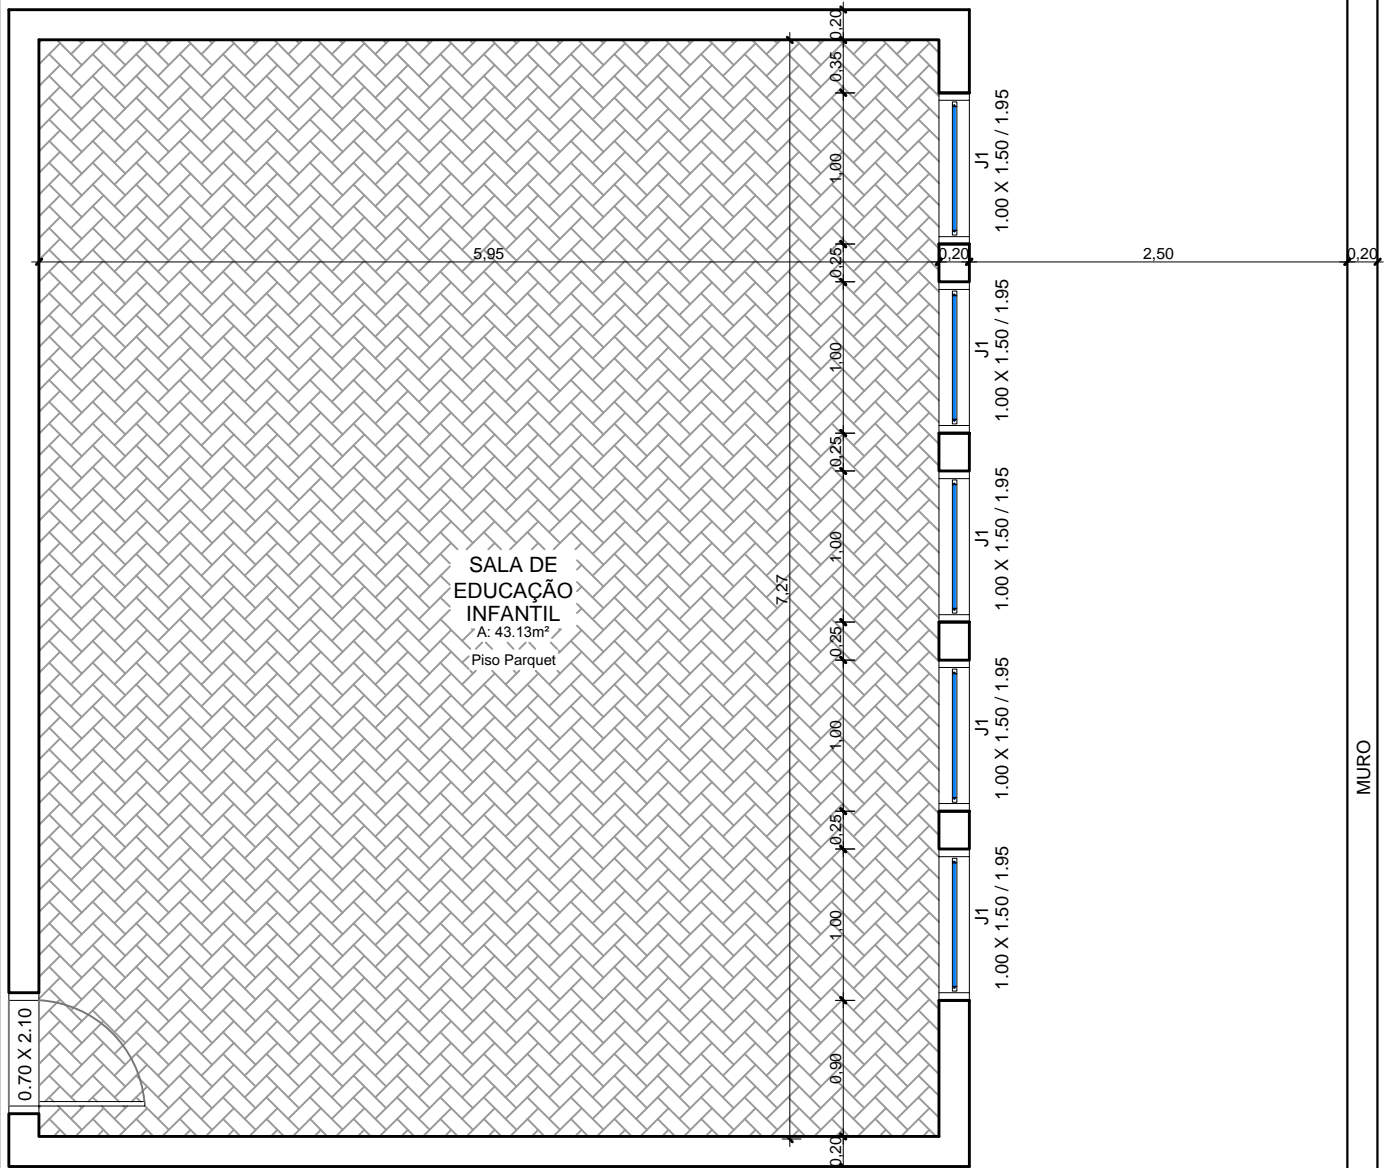 0,20
0,35
1,00
0,25
1,00
0,25
1,00
0,25
1,00
0,25
1,00
0,90
0,20
5,95
0,20
2,50
0,20
7,27
SALA DE
EDUCAÇÃO
INFANTIL
A: 43.13m²
Piso Parquet
0.70 X 2.10
J1
1.00 X 1.50 / 1.95
J1
1.00 X 1.50 / 1.95
J1
1.00 X 1.50 / 1.95
J1
1.00 X 1.50 / 1.95
J1
1.00 X 1.50 / 1.95
MURO